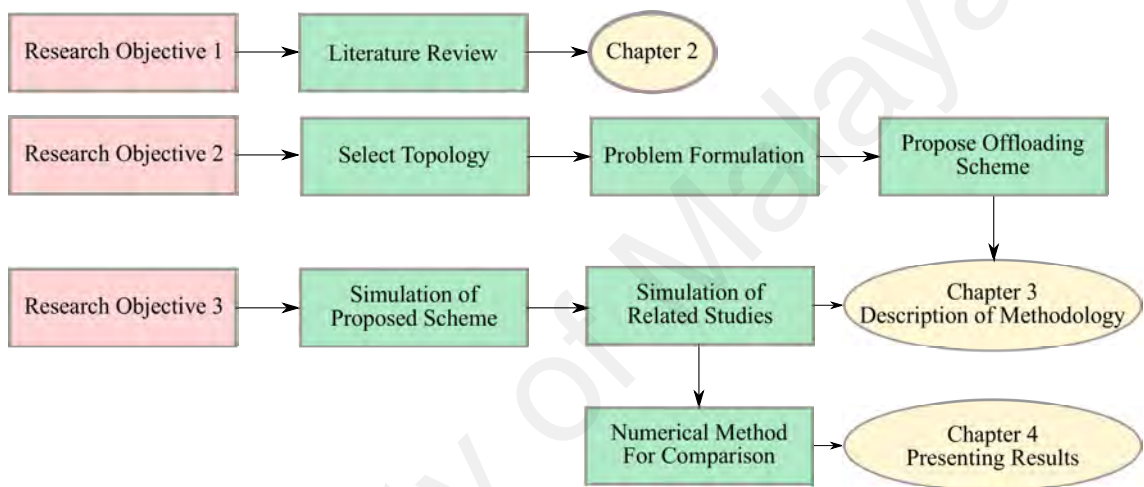 Research Objective 1
Literature Review
Chapter 2
Research Objective 2
Select Topology
Problem Formulation
Propose Offloading
Scheme
Research Objective 3
Simulation of
Proposed Scheme
Simulation of
Related Studies
Chapter 3
Description of Methodology
Numerical Method
For Comparison
Chapter 4
Presenting Results
of Malaya